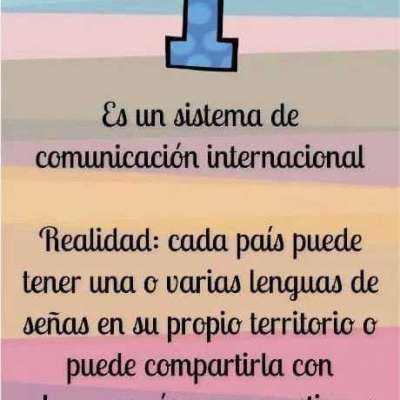 1
Es un sistema de
comunicación internacional
Realidad: cada país puede
tener una o varias lenguas de
señas en su propio territorio o
puede compartirla con